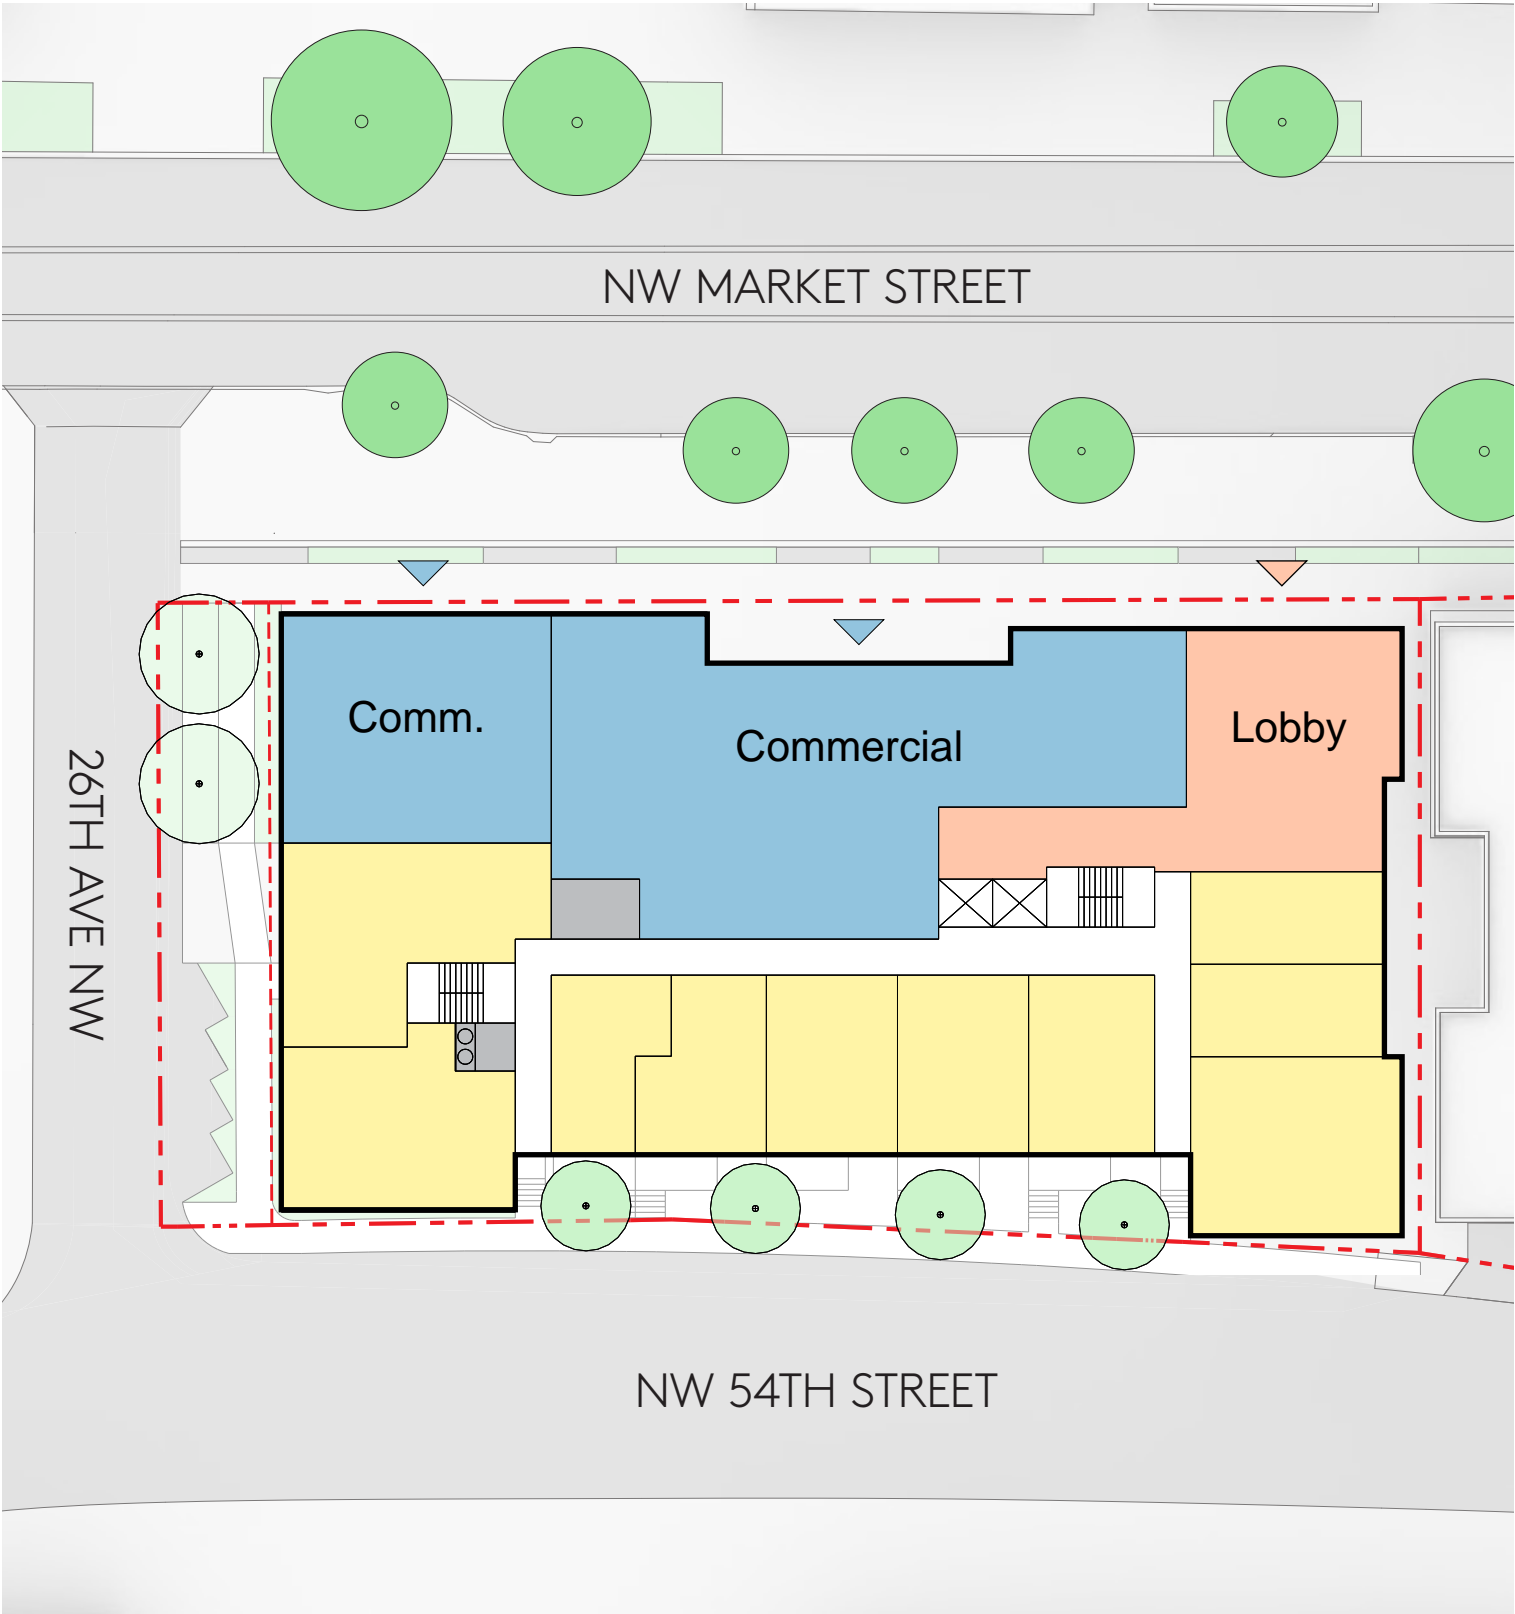 NW MARKET STREET
Comm.
Commercial
Lobby
26TH AVE NW
NW 54TH STREET